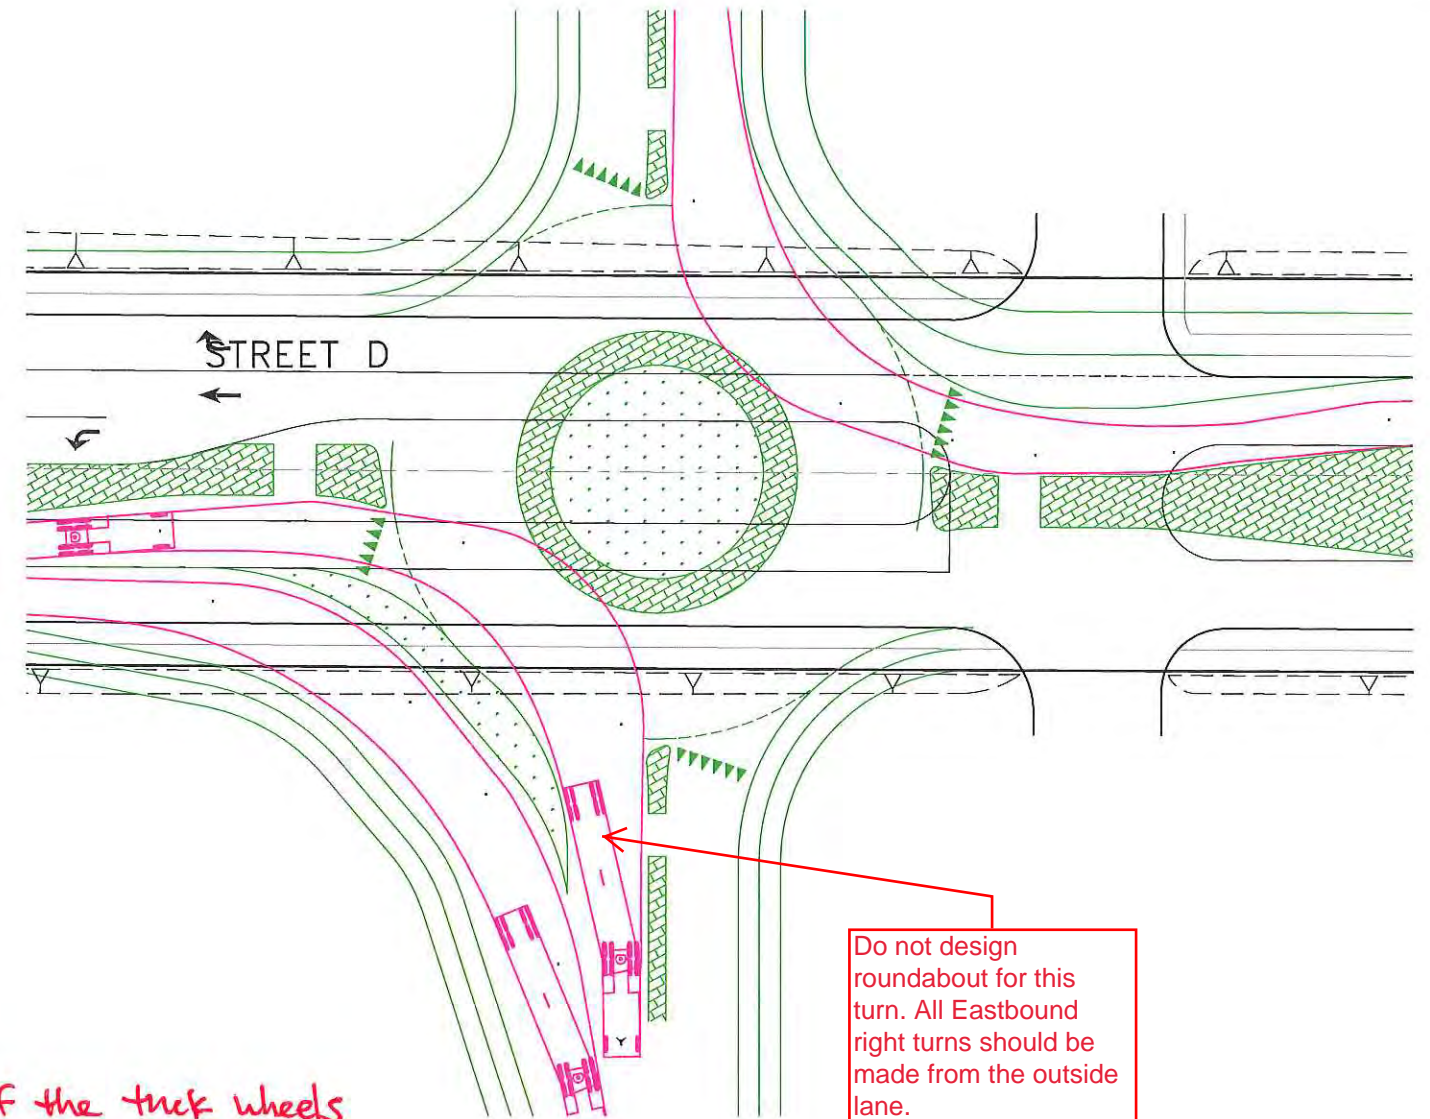 STREET D
Do not design
roundabout for this
turn. All Eastbound
right turns should be
made from the outside
lane.
the truck wheels